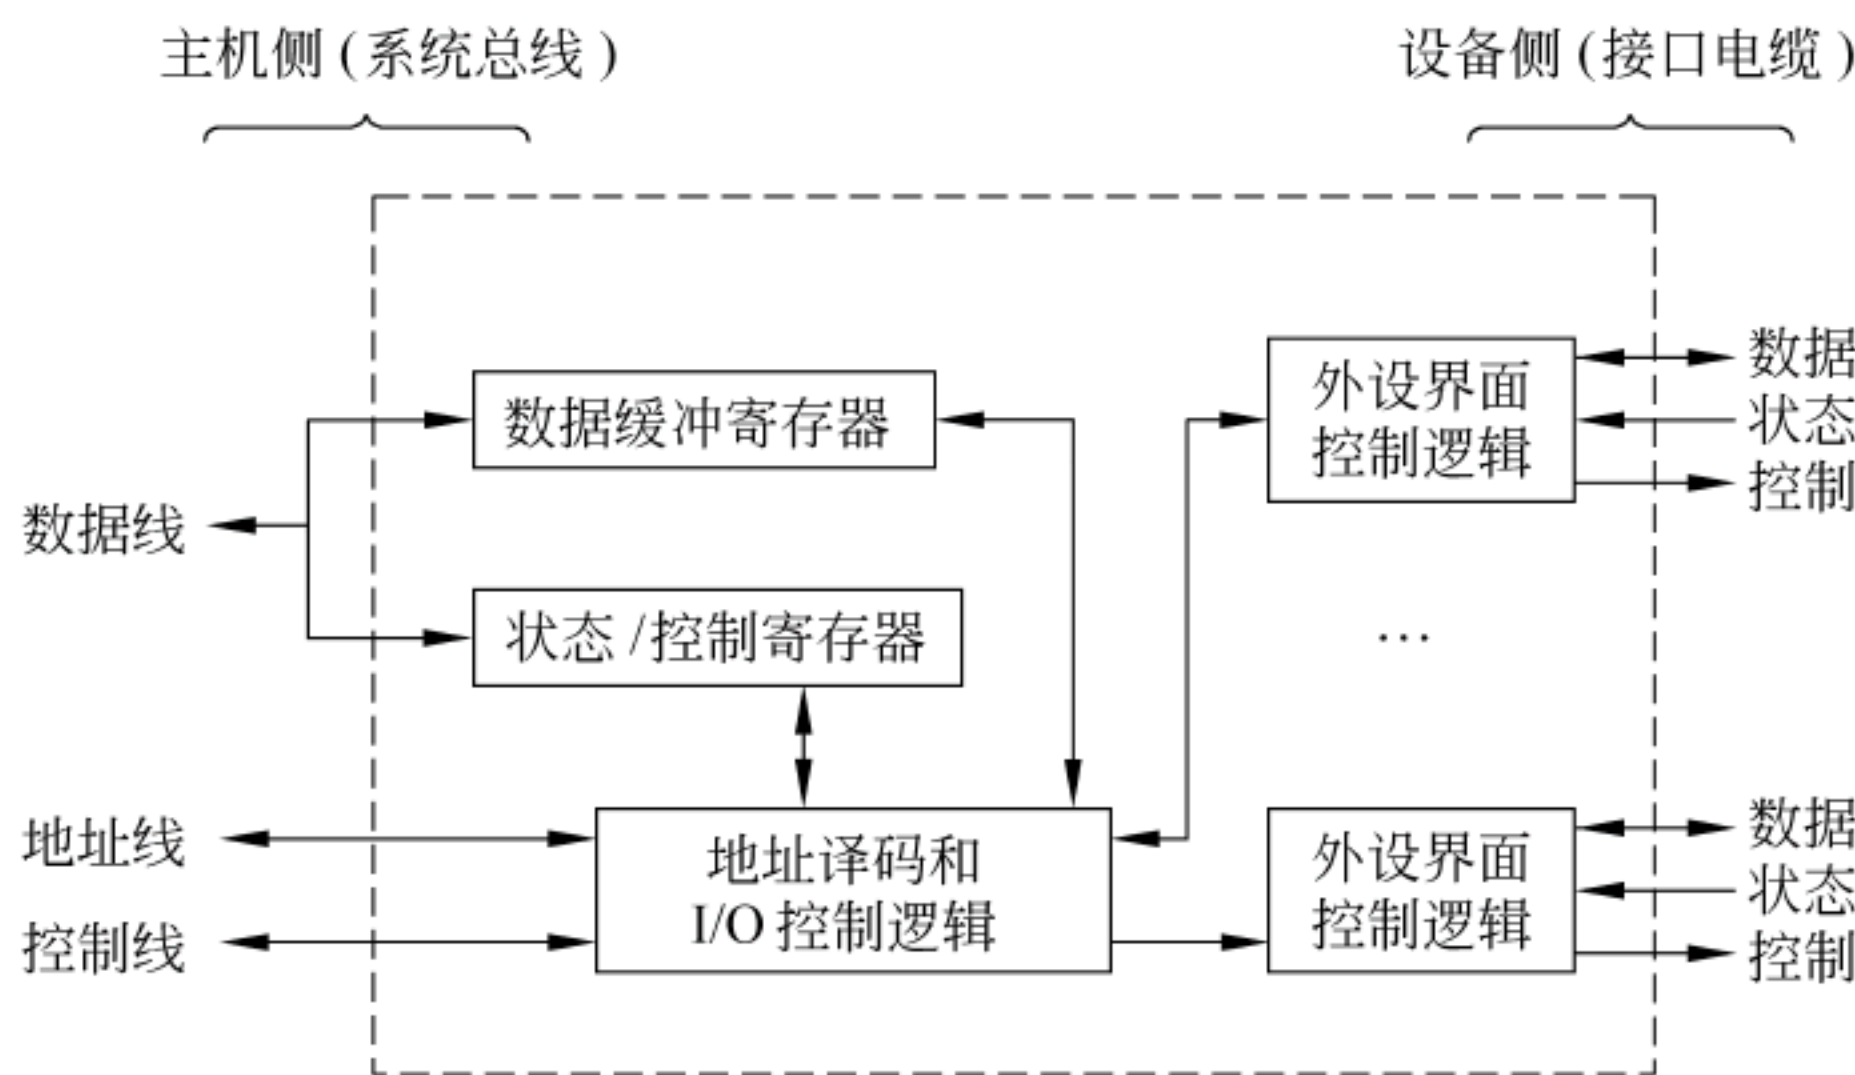 主机侧(系统总线)
设备侧(接口电缆)
数据缓冲寄存器
外设界面
控制逻辑
数据
状态
控制
数据线
状态/控制寄存器
…
地址线
控制线
地址译码和
I/O控制逻辑
外设界面
控制逻辑
数据
状态
控制